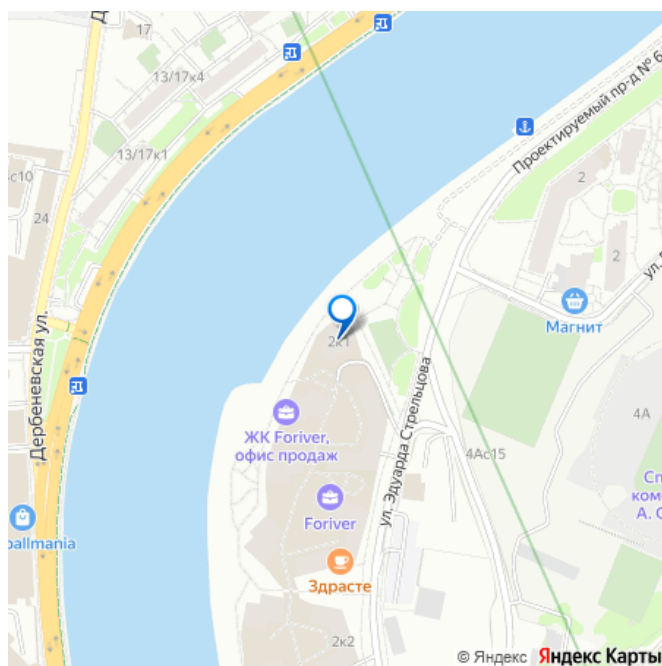 17
13/17к4
13/17к1
24
Дербеневская ул.
Проектируемый пр-д № 6
2
2
Магнит
2к1
ЖК Foriver,
офис продаж
ул. Эдуарда Стрельцова
4А
4Ас15
Foriver
Здрасте
2к2
© Яндекс Яндекс Карты